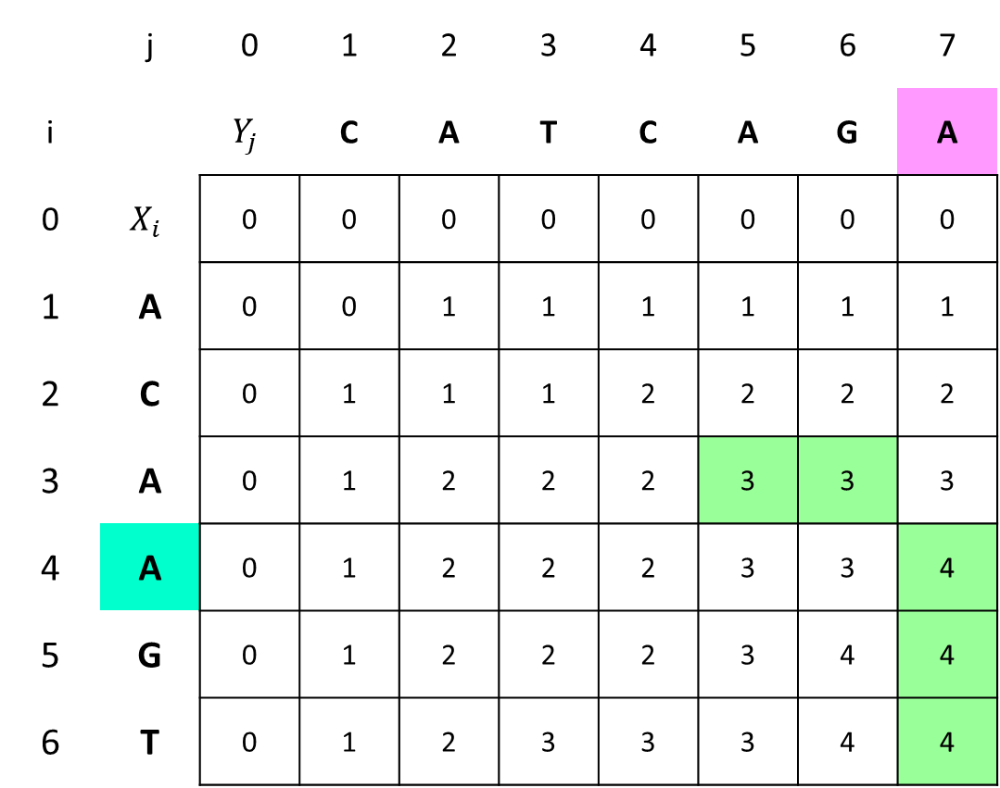 j 0 1 2 3 4 5 6 7
i Yj C A T C A G A
0 Xi 0 0 0 0 0 0 0 0
1 A 0 0 1 1 1 1 1 1
2 C 0 1 1 1 2 2 2 2
3 A 0 1 2 2 2 3 3 3
4 A 0 1 2 2 2 3 3 4
5 G 0 1 2 2 2 3 4 4
6 T 0 1 2 3 3 3 4 4